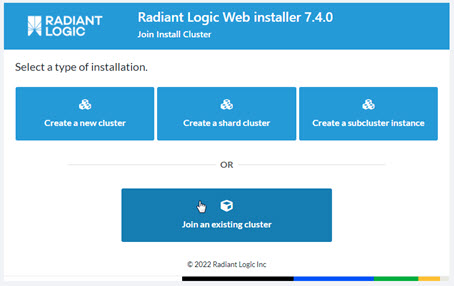 RADIANT
LOGIC
Radiant Logic Web installer 7.4.0
Join Install Cluster
Select a type of installation.
Create a new cluster
Create a shard cluster
Create a subcluster instance
OR
Join an existing cluster
© 2022 Radiant Logic Inc